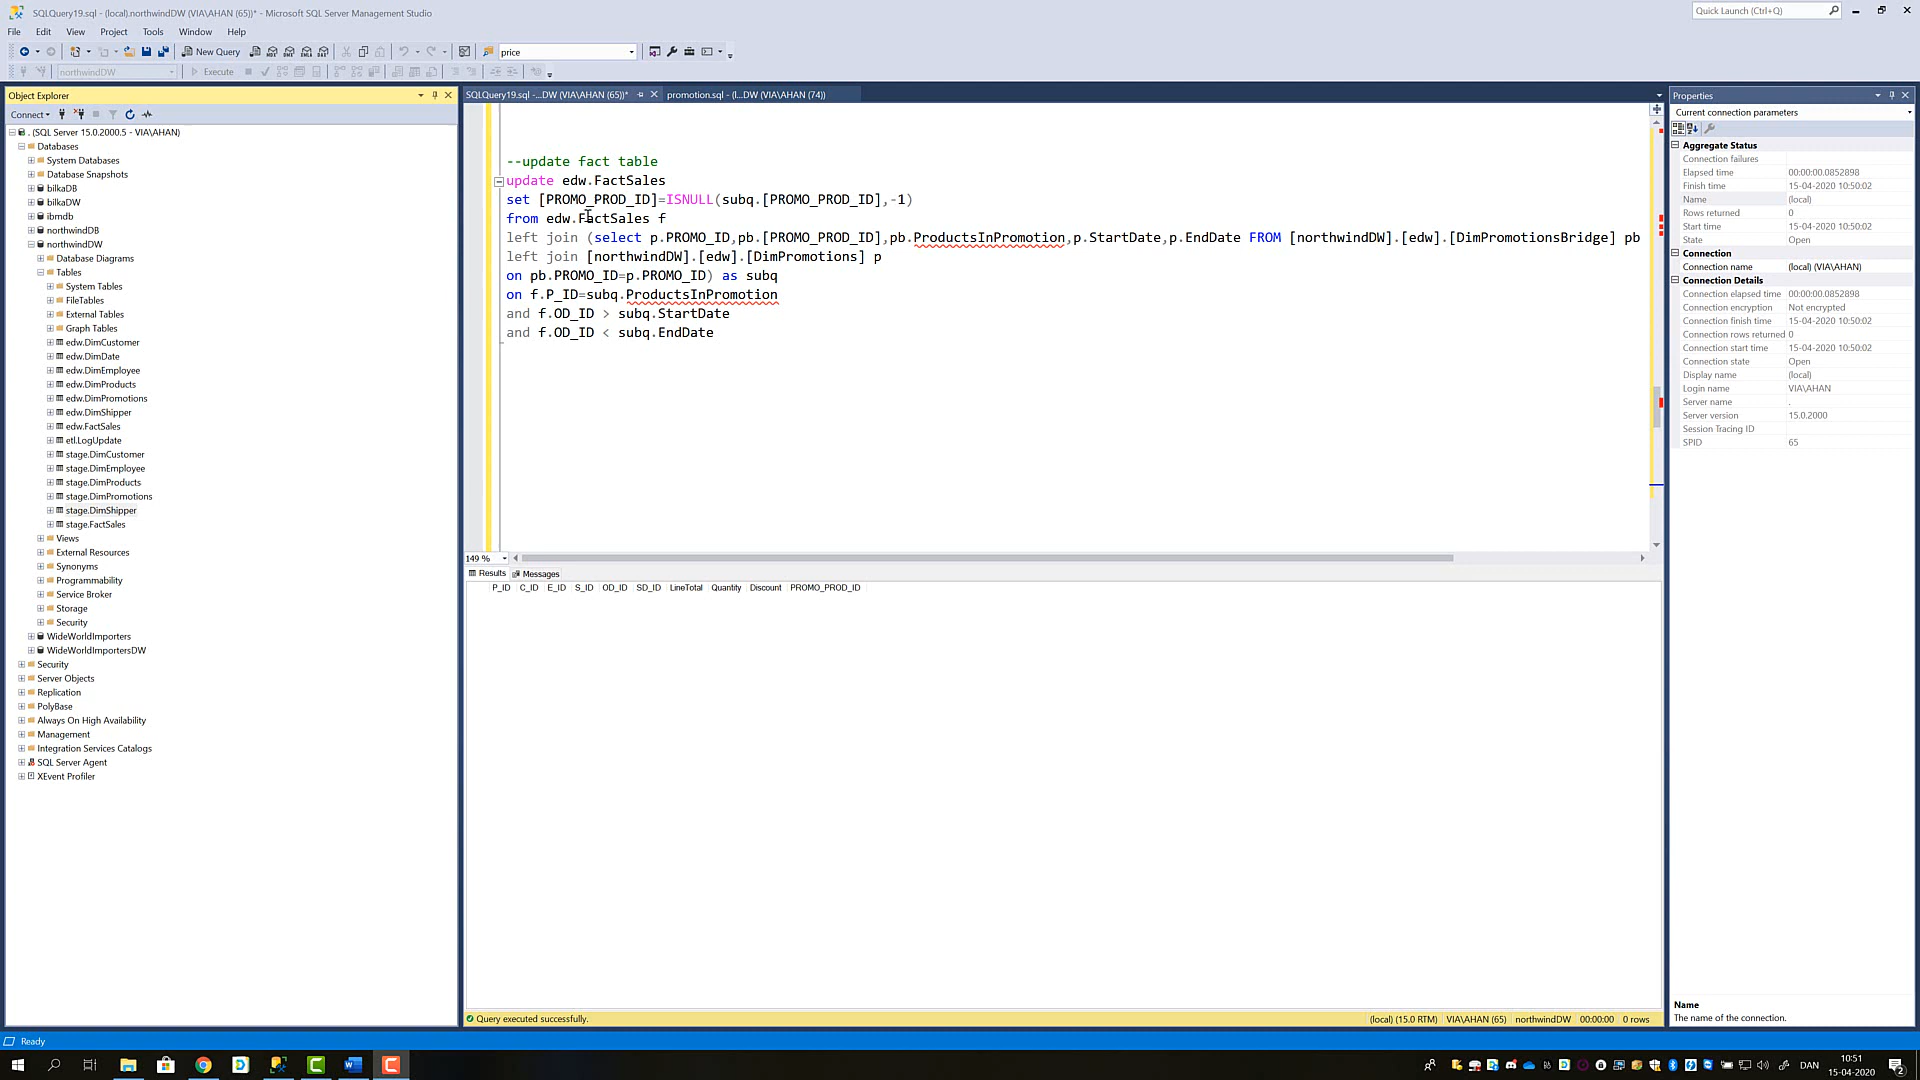 SQLQuery19.sql - (local).northwindDW (VIA\AHAN (65))* - Microsoft SQL Server Management Studio
Quick Launch (Ctrl+Q)
File Edit View Project Tools Window Help
New Query
price
northwindDW
Execute
Object Explorer
SQLQuery19.sql -...DW (VIA\AHAN (65))*
promotion.sql - (l...DW (VIA\AHAN (74))
Properties
Connect
Current connection parameters
. (SQL Server 15.0.2000.5 - VIA\AHAN)
Databases
System Databases
Database Snapshots
bilkaDB
bilkaDW
ibmdb
northwindDB
northwindDW
Database Diagrams
Tables
System Tables
FileTables
External Tables
Graph Tables
edw.DimCustomer
edw.DimDate
edw.DimEmployee
edw.DimProducts
edw.DimPromotions
edw.DimShipper
edw.FactSales
etl.LogUpdate
stage.DimCustomer
stage.DimEmployee
stage.DimProducts
stage.DimPromotions
stage.DimShipper
stage.FactSales
Views
External Resources
Synonyms
Programmability
Service Broker
Storage
Security
WideWorldImporters
WideWorldImportersDW
Security
Server Objects
Replication
PolyBase
Always On High Availability
Management
Integration Services Catalogs
SQL Server Agent
XEvent Profiler
--update fact table
update edw.FactSales
set [PROMO_PROD_ID]=ISNULL(subq.[PROMO_PROD_ID],-1)
from edw.FactSales f
left join (select p.PROMO_ID,pb.[PROMO_PROD_ID],pb.ProductsInPromotion,p.StartDate,p.EndDate FROM [northwindDW].[edw].[DimPromotionsBridge] pb
left join [northwindDW].[edw].[DimPromotions] p
on pb.PROMO_ID=p.PROMO_ID) as subq
on f.P_ID=subq.ProductsInPromotion
and f.OD_ID > subq.StartDate
and f.OD_ID < subq.EndDate
149 %
Results Messages
P_ID C_ID E_ID S_ID OD_ID SD_ID LineTotal Quantity Discount PROMO_PROD_ID
Query executed successfully.
(local) (15.0 RTM) VIA\AHAN (65) northwindDW 00:00:00 0 rows
Aggregate Status
Connection failures
Elapsed time 00:00:00.0852898
Finish time 15-04-2020 10:50:02
Name (local)
Rows returned 0
Start time 15-04-2020 10:50:02
State Open
Connection
Connection name (local) (VIA\AHAN)
Connection Details
Connection elapsed time 00:00:00.0852898
Connection encryption Not encrypted
Connection finish time 15-04-2020 10:50:02
Connection rows returned 0
Connection start time 15-04-2020 10:50:02
Connection state Open
Display name (local)
Login name VIA\AHAN
Server name .
Server version 15.0.2000
Session Tracing ID
SPID 65
Name
The name of the connection.
Ready
DAN
10:51
15-04-2020
2